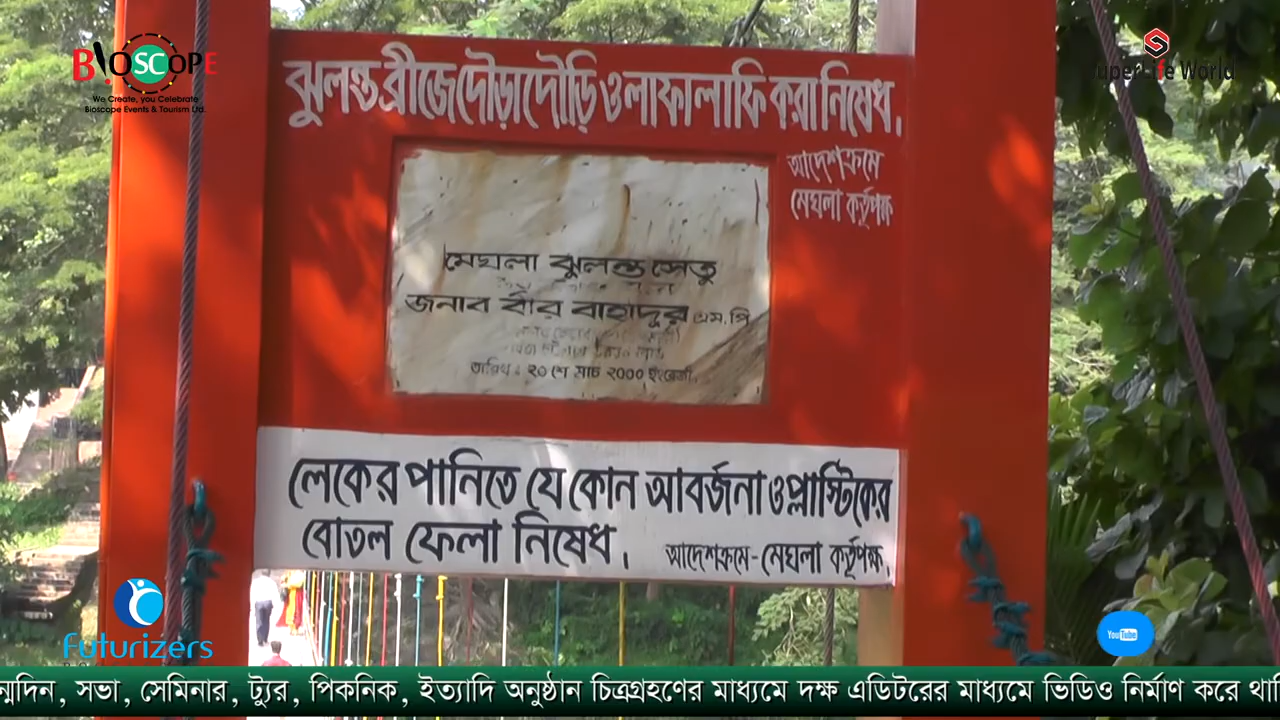 BIOSCOPE
We Create, you Celebrate
Bioscope Events & Tourism Ltd.
SuperLife World
ঝুলন্ত ব্রীজে দৌড়াদৌড়ি ও লাফালাফি করা নিষেধ।
আদেশক্রমে
মেঘলা কর্তৃপক্ষ
মেঘলা ঝুলন্ত সেতু
জনাব বীর বাহাদুর এম.পি
তারিখ : ২০ শে মার্চ ২০০০ ইংরেজী
লেকের পানিতে যে কোন আবর্জনা ও প্লাস্টিকের
বোতল ফেলা নিষেধ।
আদেশক্রমে - মেঘলা কর্তৃপক্ষ
Futurizers
YouTube
ন্মদিন, সভা, সেমিনার, ট্যুর, পিকনিক, ইত্যাদি অনুষ্ঠান চিত্রগ্রহণের মাধ্যমে দক্ষ এডিটরের মাধ্যমে ভিডিও নির্মাণ করে থাি